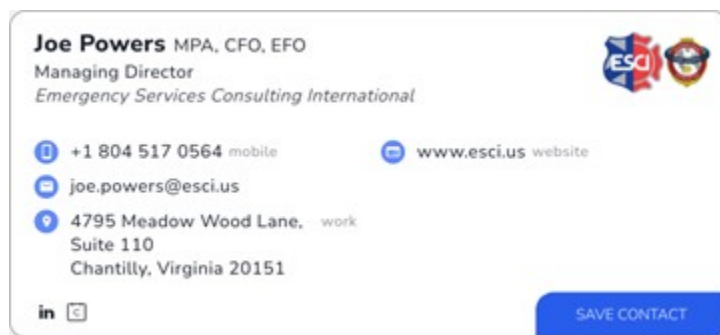 Joe Powers MPA, CFO, EFO
Managing Director
Emergency Services Consulting International
ESCI
+1 804 517 0564 mobile
www.esci.us website
joe.powers@esci.us
4795 Meadow Wood Lane, work
Suite 110
Chantilly, Virginia 20151
in C
SAVE CONTACT